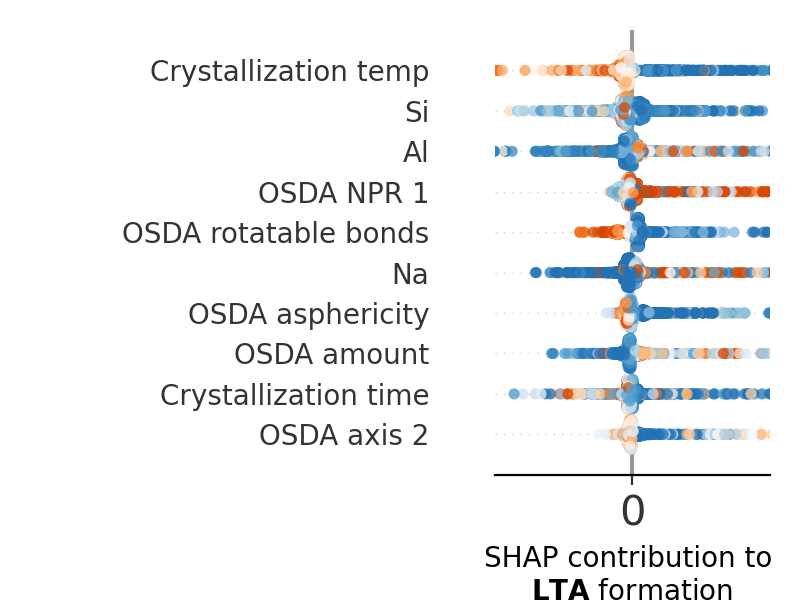 Crystallization temp
Si
Al
OSDA NPR 1
OSDA rotatable bonds
Na
OSDA asphericity
OSDA amount
Crystallization time
OSDA axis 2
0
SHAP contribution to
LTA formation